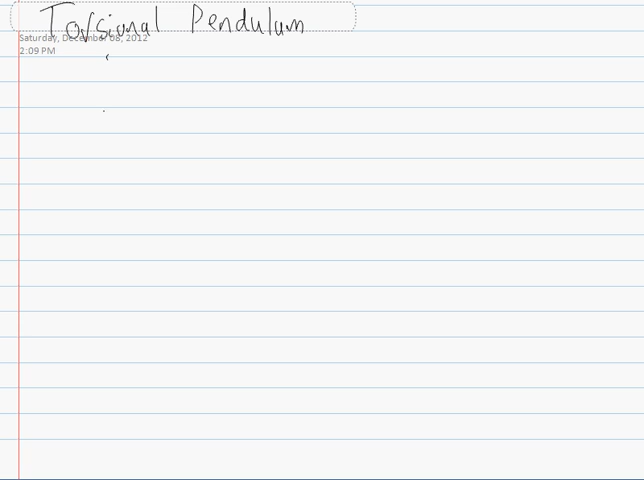 Torsional Pendulum
Saturday, December 08, 2012
2:09 PM